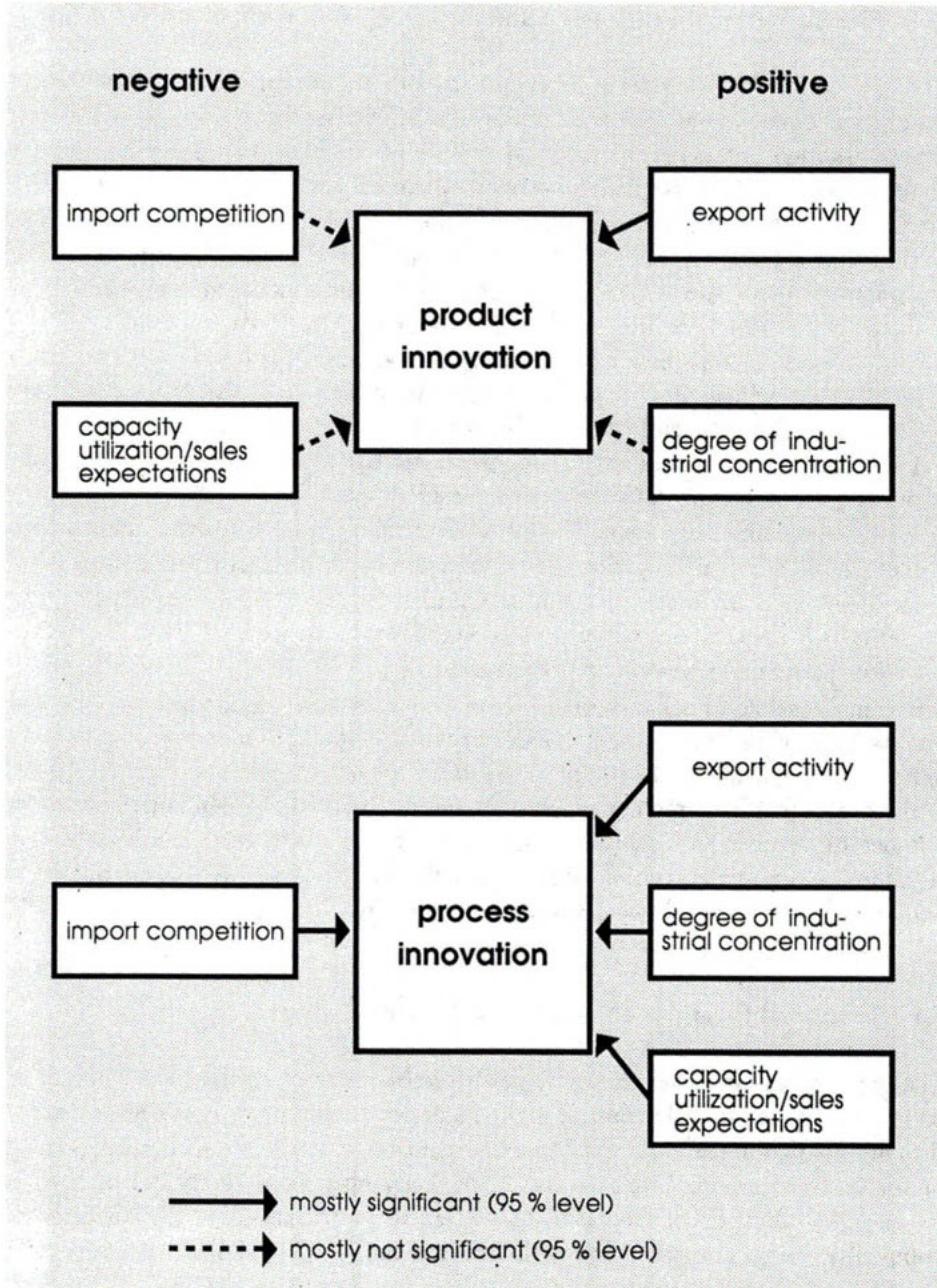 negative
positive
import competition
export activity
product
innovation
capacity
utilization/sales
expectations
degree of indu-
strial concentration
export activity
import competition
process
innovation
degree of indu-
strial concentration
capacity
utilization/sales
expectations
mostly significant (95 % level)
mostly not significant (95 % level)